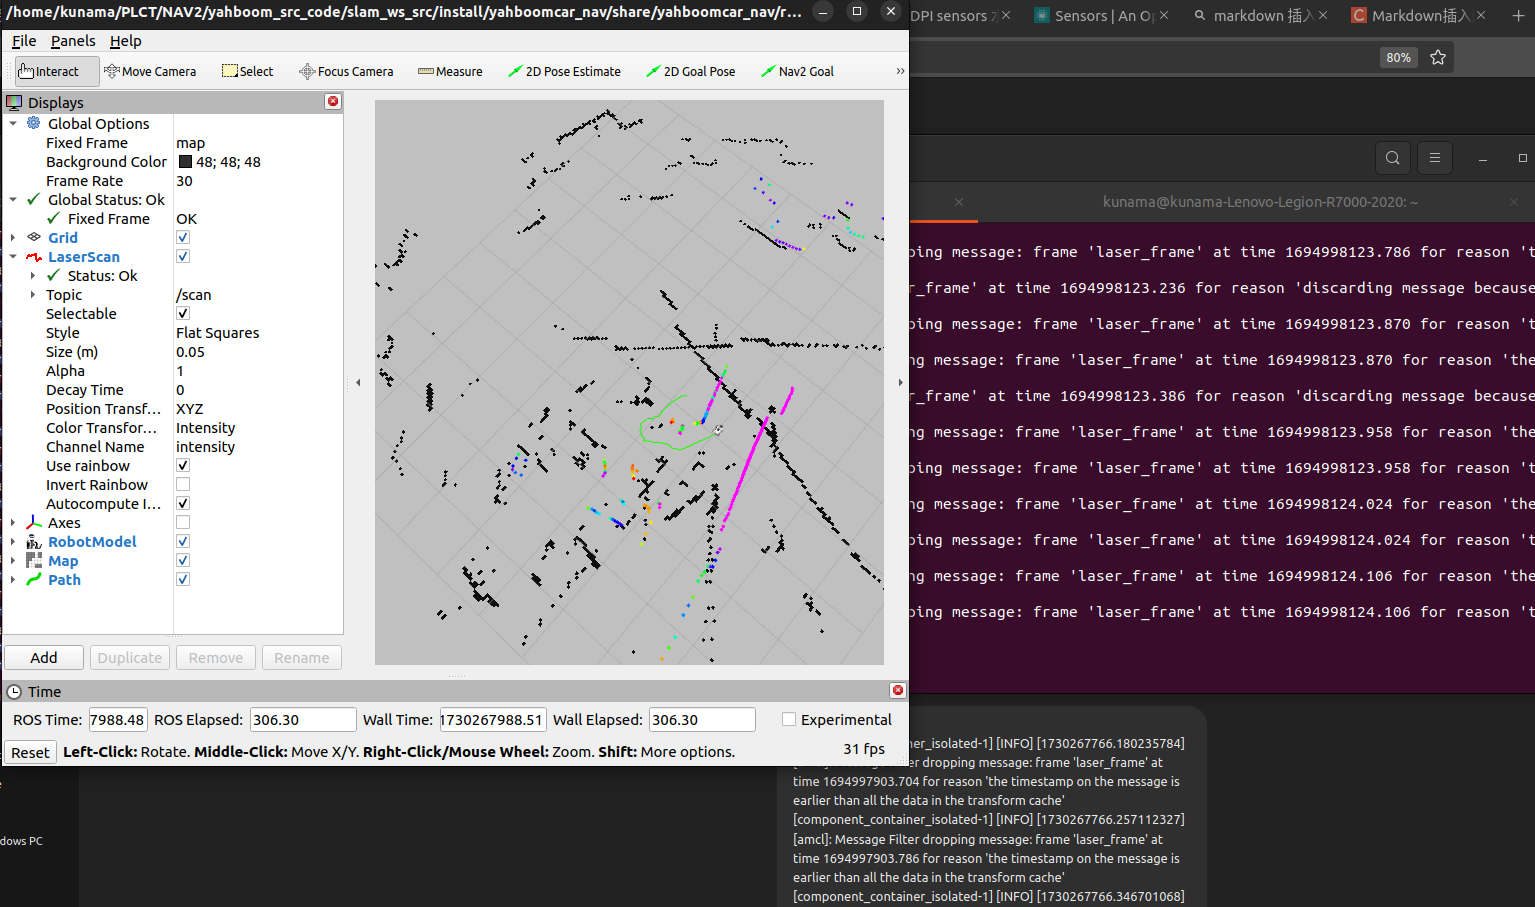 /home/kunama/PLCT/NAV2/yahboom_src_code/slam_ws_src/install/yahboomcar_nav/share/yahboomcar_nav/r...
DPI sensors
Sensors | An Op
markdown 插入
Markdown插入
File Panels Help
80%
Interact Move Camera Select Focus Camera Measure 2D Pose Estimate 2D Goal Pose Nav2 Goal »
Displays
Global Options
Fixed Frame map
Background Color 48; 48; 48
Frame Rate 30
Global Status: Ok
Fixed Frame OK
Grid
LaserScan
Status: Ok
Topic /scan
Selectable
Style Flat Squares
Size (m) 0.05
Alpha 1
Decay Time 0
Position Transf... XYZ
Color Transfor... Intensity
Channel Name intensity
Use rainbow
Invert Rainbow
Autocompute I...
Axes
RobotModel
Map
Path
Add Duplicate Remove Rename
Time
ROS Time: 7988.48 ROS Elapsed: 306.30 Wall Time: 1730267988.51 Wall Elapsed: 306.30 Experimental
Reset Left-Click: Rotate. Middle-Click: Move X/Y. Right-Click/Mouse Wheel: Zoom. Shift: More options. 31 fps
kunama@kunama-Lenovo-Legion-R7000-2020: ~
ping message: frame 'laser_frame' at time 1694998123.786 for reason 't
r_frame' at time 1694998123.236 for reason 'discarding message because
ping message: frame 'laser_frame' at time 1694998123.870 for reason 't
ping message: frame 'laser_frame' at time 1694998123.870 for reason 'the
r_frame' at time 1694998123.386 for reason 'discarding message because
ping message: frame 'laser_frame' at time 1694998123.958 for reason 'the
ping message: frame 'laser_frame' at time 1694998123.958 for reason 'the
ping message: frame 'laser_frame' at time 1694998124.024 for reason 'the
ping message: frame 'laser_frame' at time 1694998124.024 for reason 'the
ping message: frame 'laser_frame' at time 1694998124.106 for reason 'the
ping message: frame 'laser_frame' at time 1694998124.106 for reason 't
ner_isolated-1] [INFO] [1730267766.180235784]
er dropping message: frame 'laser_frame' at
time 1694997903.704 for reason 'the timestamp on the message is
earlier than all the data in the transform cache'
[component_container_isolated-1] [INFO] [1730267766.257112327]
[amcl]: Message Filter dropping message: frame 'laser_frame' at
time 1694997903.786 for reason 'the timestamp on the message is
earlier than all the data in the transform cache'
[component_container_isolated-1] [INFO] [1730267766.346701068]
dows PC